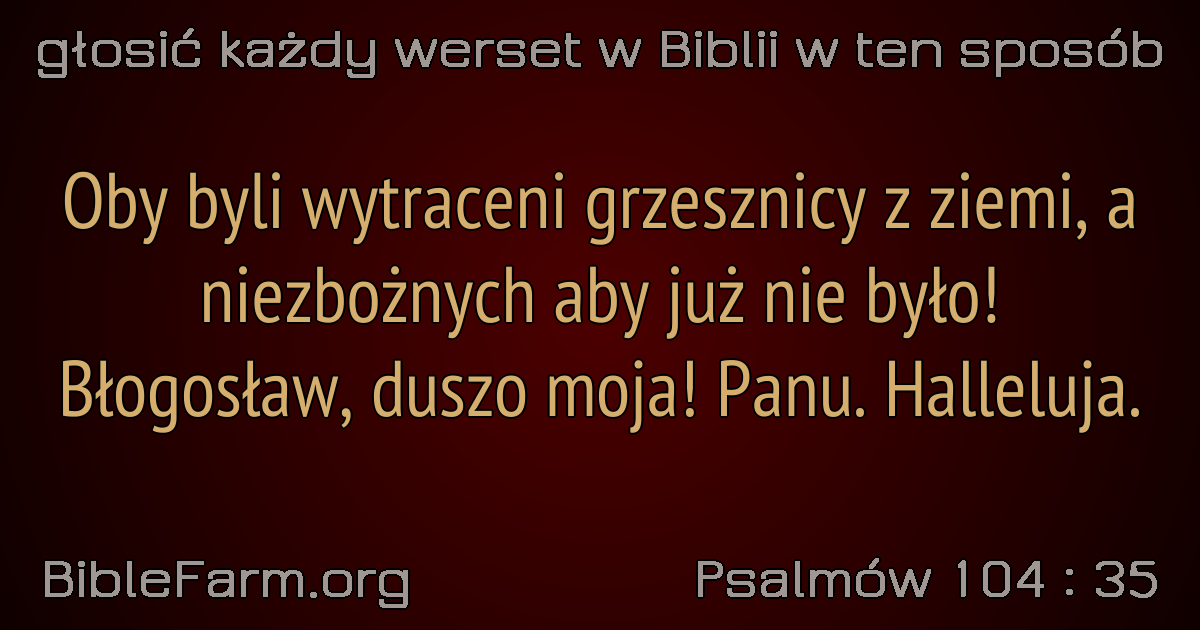 głosić każdy werset w Biblii w ten sposób
Oby byli wytraceni grzesznicy z ziemi, a
niezbożnych aby już nie było!
Błogosław, duszo moja! Panu. Halleluja.
BibleFarm.org
Psalmów 104 : 35